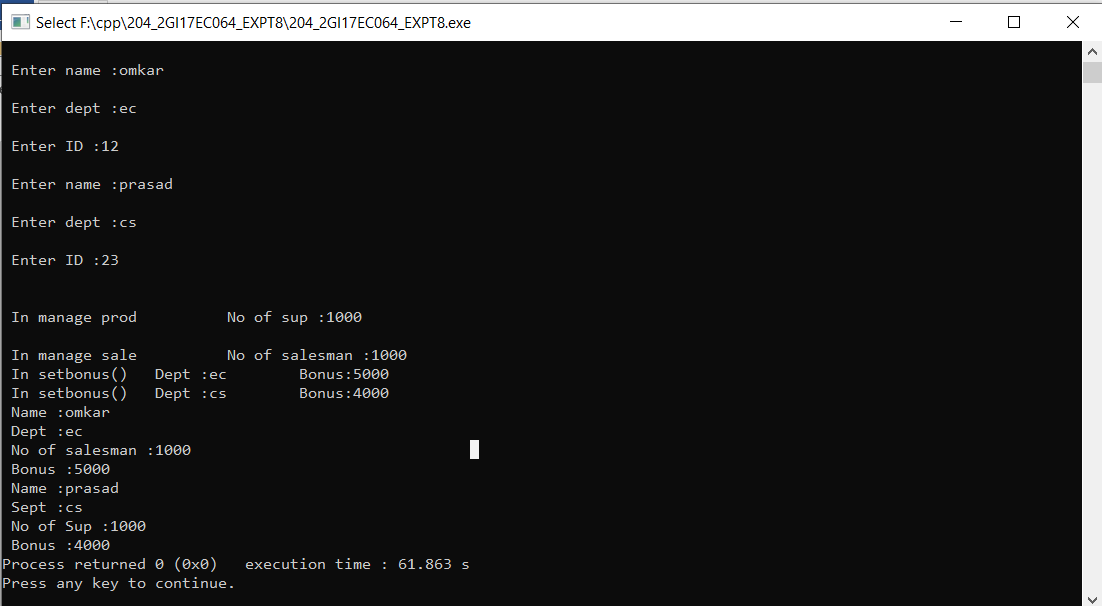 Select F:\cpp\204_2GI17EC064_EXPT8\204_2GI17EC064_EXPT8.exe
Enter name :omkar
Enter dept :ec
Enter ID :12
Enter name :prasad
Enter dept :cs
Enter ID :23
In manage prod          No of sup :1000
In manage sale          No of salesman :1000
In setbonus()   Dept :ec        Bonus:5000
In setbonus()   Dept :cs        Bonus:4000
Name :omkar
Dept :ec
No of salesman :1000
Bonus :5000
Name :prasad
Sept :cs
No of Sup :1000
Bonus :4000
Process returned 0 (0x0)   execution time : 61.863 s
Press any key to continue.